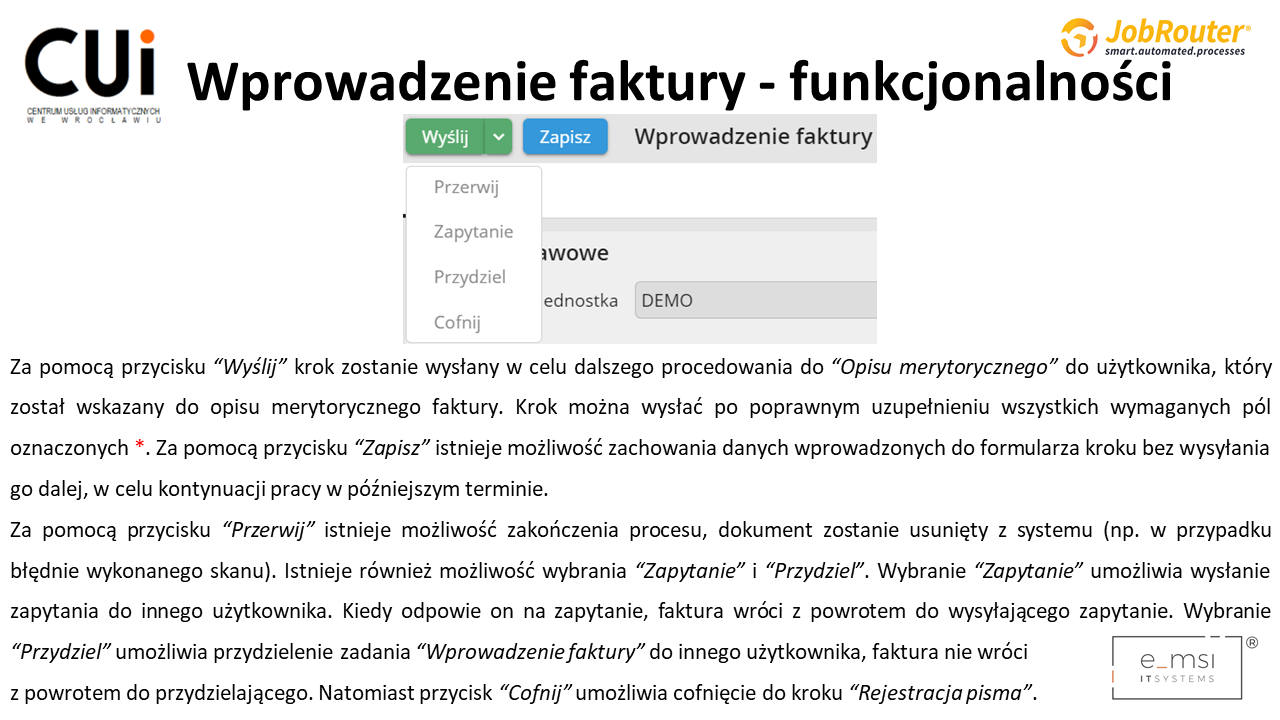 CUi
CENTRUM USŁUG INFORMATYCZNYCH
WE WROCŁAWIU
JobRouter®
smart.automated.processes
Wprowadzenie faktury - funkcjonalności
Wyślij Zapisz Wprowadzenie faktury
Przerwij
Zapytanie
awowe
Przydziel
ednostka DEMO
Cofnij
Za pomocą przycisku “Wyślij” krok zostanie wysłany w celu dalszego procedowania do “Opisu merytorycznego” do użytkownika, który
został wskazany do opisu merytorycznego faktury. Krok można wysłać po poprawnym uzupełnieniu wszystkich wymaganych pól
oznaczonych *. Za pomocą przycisku “Zapisz” istnieje możliwość zachowania danych wprowadzonych do formularza kroku bez wysyłania
go dalej, w celu kontynuacji pracy w późniejszym terminie.
Za pomocą przycisku “Przerwij” istnieje możliwość zakończenia procesu, dokument zostanie usunięty z systemu (np. w przypadku
błędnie wykonanego skanu). Istnieje również możliwość wybrania “Zapytanie” i “Przydziel”. Wybranie “Zapytanie” umożliwia wysłanie
zapytania do innego użytkownika. Kiedy odpowie on na zapytanie, faktura wróci z powrotem do wysyłającego zapytanie. Wybranie
“Przydziel” umożliwia przydzielenie zadania “Wprowadzenie faktury” do innego użytkownika, faktura nie wróci
z powrotem do przydzielającego. Natomiast przycisk “Cofnij” umożliwia cofnięcie do kroku “Rejestracja pisma”.
e_msi ®
ITSYSTEMS